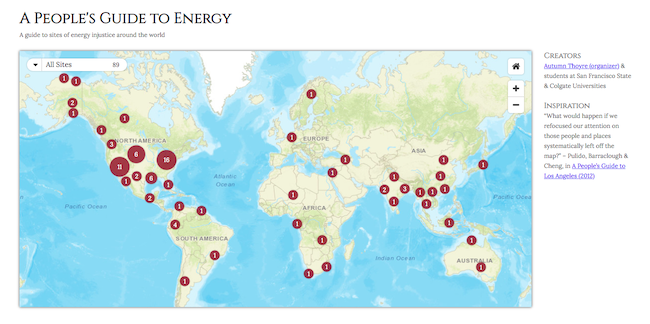 A People's Guide to Energy
A guide to sites of energy injustice around the world
All Sites 89
Creators
Autumn Thoyre (organizer) &
students at San Francisco State
& Colgate Universities
Inspiration
"What would happen if we
refocused our attention on
those people and places
systematically left off the
map?" – Pulido, Barraclough &
Cheng, in A People's Guide to
Los Angeles (2012)
+
−
1 1
2
1
1
1
3
NORTH AMERICA
6
11
16
1
2
6
1
2
1
1
4
SOUTH AMERICA
1
1
Pacific Ocean
Atlantic
Ocean
1
1
EUROPE
1
1
1
AFRICA
1
1
1
1
ASIA
1
1
1
2
3
1
1
1
1
1
1
1
1
1
AUSTRALIA
Indian Ocean
Pacific Ocea